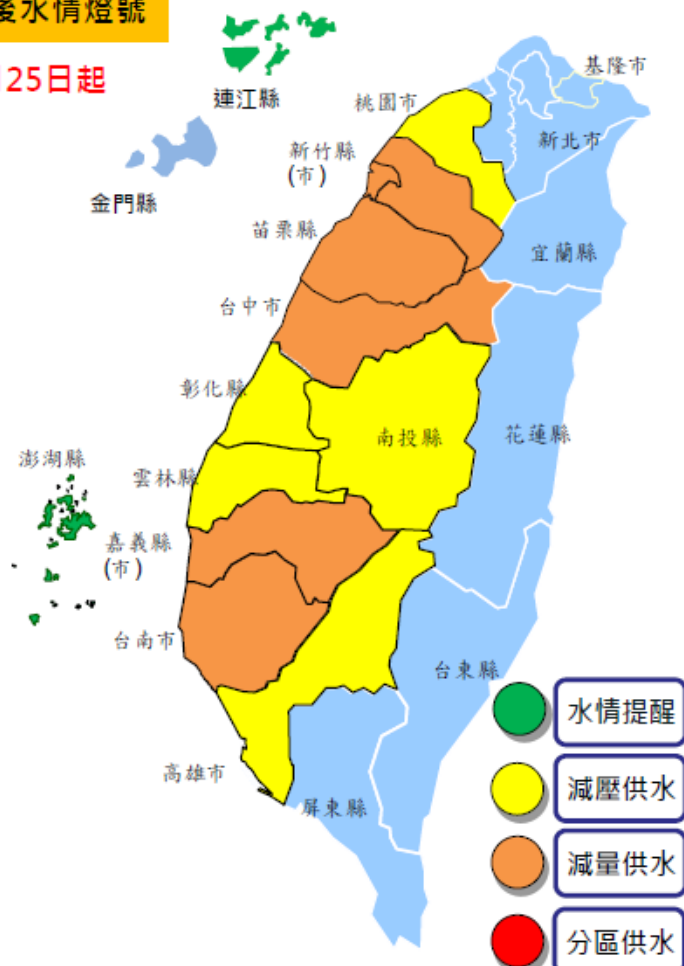 後水情燈號
25日起
連江縣
基隆市
桃園市
新北市
新竹縣
(市)
金門縣
苗栗縣
宜蘭縣
台中市
彰化縣
南投縣
花蓮縣
澎湖縣
雲林縣
嘉義縣
(市)
台南市
台東縣
水情提醒
高雄市
減壓供水
屏東縣
減量供水
分區供水